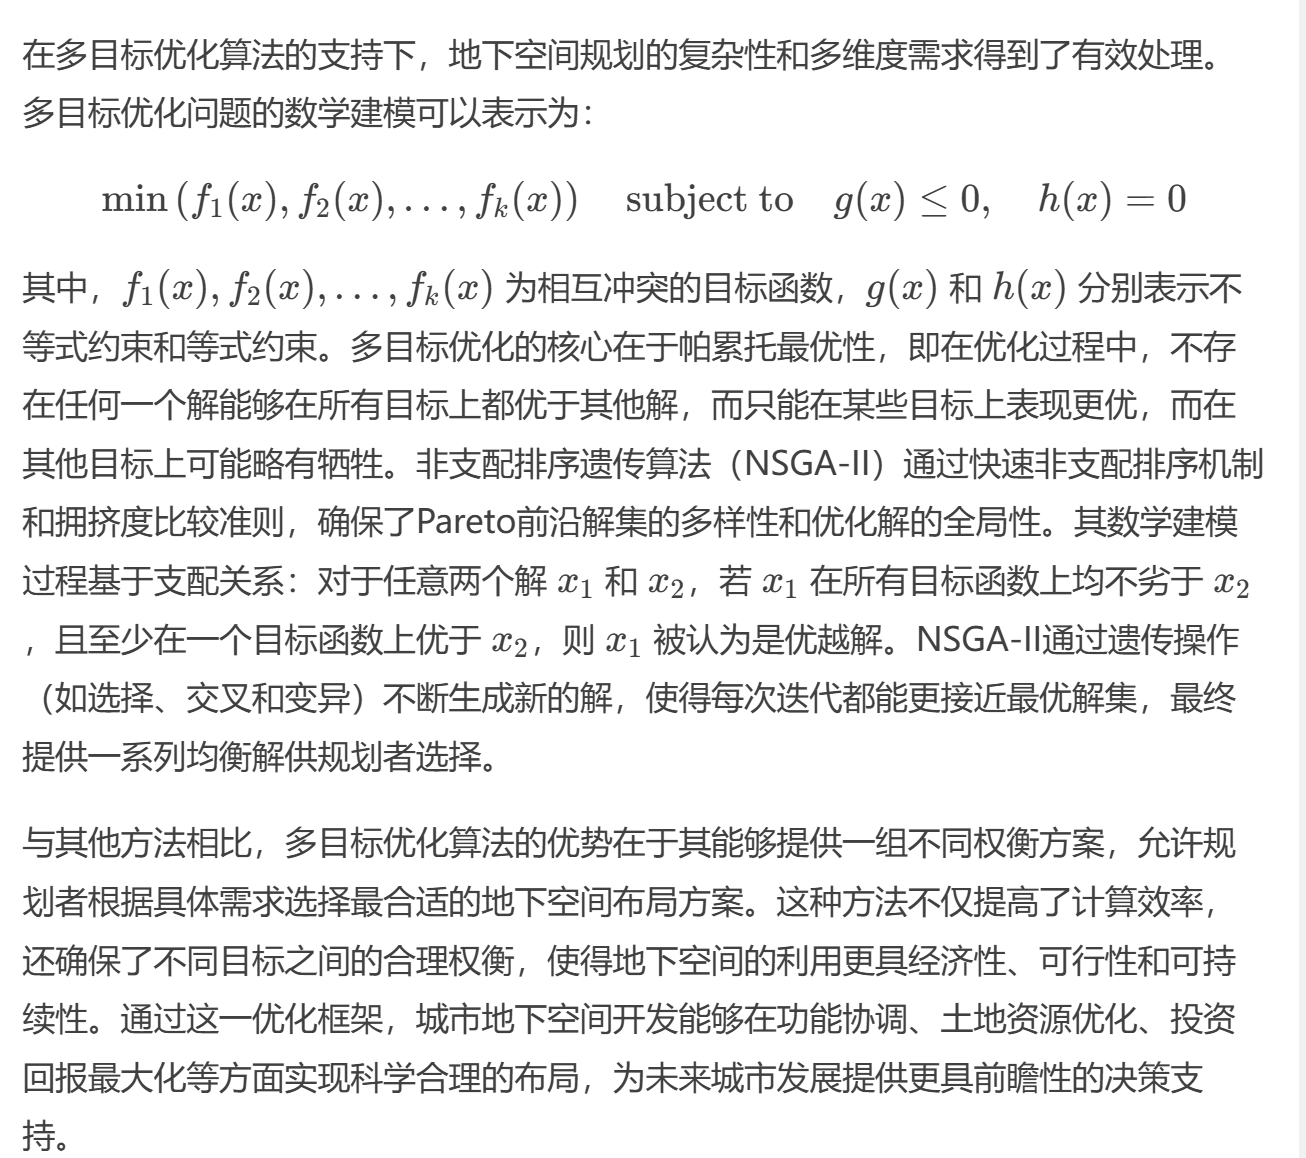 在多目标优化算法的支持下，地下空间规划的复杂性和多维度需求得到了有效处理。
多目标优化问题的数学建模可以表示为：
min (f₁(x), f₂(x), …, fₖ(x)) subject to g(x) ≤ 0, h(x) = 0
其中，f₁(x), f₂(x), …, fₖ(x) 为相互冲突的目标函数，g(x) 和 h(x) 分别表示不
等式约束和等式约束。多目标优化的核心在于帕累托最优性，即在优化过程中，不存
在任何一个解能够在所有目标上都优于其他解，而只能在某些目标上表现更优，而在
其他目标上可能略有牺牲。非支配排序遗传算法（NSGA-II）通过快速非支配排序机制
和拥挤度比较准则，确保了Pareto前沿解集的多样性和优化解的全局性。其数学建模
过程基于支配关系：对于任意两个解 x₁ 和 x₂，若 x₁ 在所有目标函数上均不劣于 x₂
，且至少在一个目标函数上优于 x₂，则 x₁ 被认为是优越解。NSGA-II通过遗传操作
（如选择、交叉和变异）不断生成新的解，使得每次迭代都能更接近最优解集，最终
提供一系列均衡解供规划者选择。
与其他方法相比，多目标优化算法的优势在于其能够提供一组不同权衡方案，允许规
划者根据具体需求选择最合适的地下空间布局方案。这种方法不仅提高了计算效率，
还确保了不同目标之间的合理权衡，使得地下空间的利用更具经济性、可行性和可持
续性。通过这一优化框架，城市地下空间开发能够在功能协调、土地资源优化、投资
回报最大化等方面实现科学合理的布局，为未来城市发展提供更具前瞻性的决策支
持。